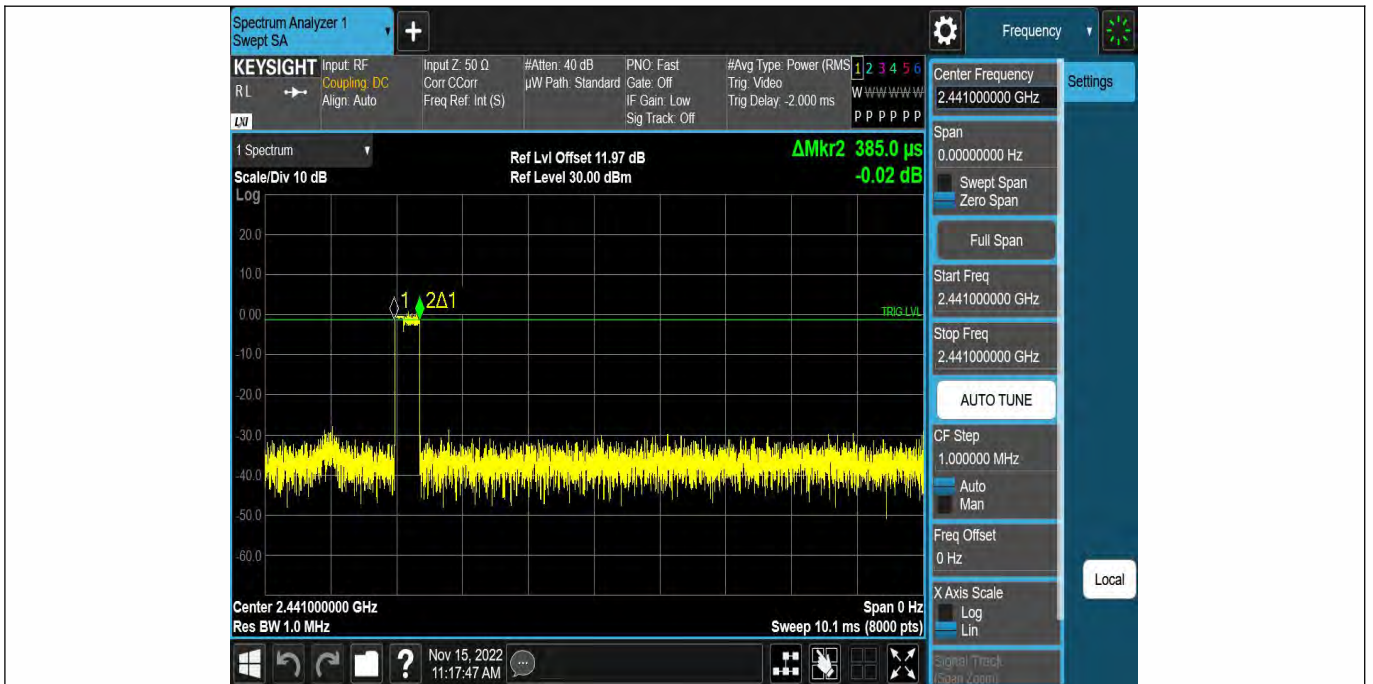 Spectrum Analyzer 1
Swept SA
+
Frequency
KEYSIGHT
RL
LXI
Input: RF
Coupling: DC
Align: Auto
Input Z: 50 Ω
Corr CCorr
Freq Ref: Int (S)
#Atten: 40 dB
µW Path: Standard
PNO: Fast
Gate: Off
IF Gain: Low
Sig Track: Off
#Avg Type: Power (RMS
Trig: Video
Trig Delay: -2.000 ms
1 2 3 4 5 6
W W W W W W
P P P P P P
1 Spectrum
Scale/Div 10 dB
Log
Ref Lvl Offset 11.97 dB
Ref Level 30.00 dBm
ΔMkr2 385.0 µs
-0.02 dB
20.0
10.0
0.00
-10.0
-20.0
-30.0
-40.0
-50.0
-60.0
1
2Δ1
TRIG LVL
Center 2.441000000 GHz
Res BW 1.0 MHz
Span 0 Hz
Sweep 10.1 ms (8000 pts)
Center Frequency
2.441000000 GHz
Settings
Span
0.00000000 Hz
Swept Span
Zero Span
Full Span
Start Freq
2.441000000 GHz
Stop Freq
2.441000000 GHz
AUTO TUNE
CF Step
1.000000 MHz
Auto
Man
Freq Offset
0 Hz
X Axis Scale
Log
Lin
Signal Track
(Span Zoom)
Local
?
Nov 15, 2022
11:17:47 AM